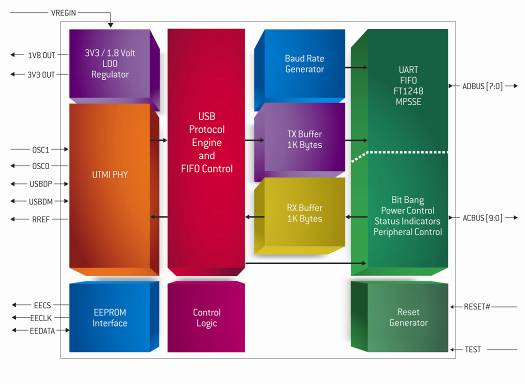 VREGIN
1V8 OUT
3V3 OUT
3V3 / 1.8 Volt
LDO
Regulator
Baud Rate
Generator
UART
FIFO
FT1248
MPSSE
ADBUS [7:0]
USB
Protocol
Engine
and
FIFO Control
TX Buffer
1K Bytes
OSC1
OSCO
USBDP
USBDM
RREF
UTMI PHY
RX Buffer
1K Bytes
Bit Bang
Power Control
Status Indicators
Peripheral Control
ACBUS [9:0]
EECS
EECLK
EEDATA
EEPROM
Interface
Control
Logic
Reset
Generator
RESET#
TEST